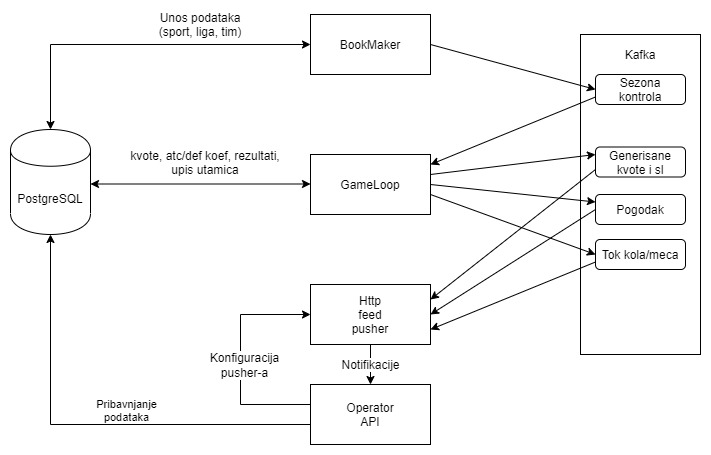 Unos podataka
(sport, liga, tim)
BookMaker
Kafka
Sezona
kontrola
PostgreSQL
kvote, atc/def koef, rezultati,
upis utamica
GameLoop
Generisane
kvote i sl
Pogodak
Tok kola/meca
Http
feed
pusher
Konfiguracija
pusher-a
Notifikacije
Pribavnjanje
podataka
Operator
API